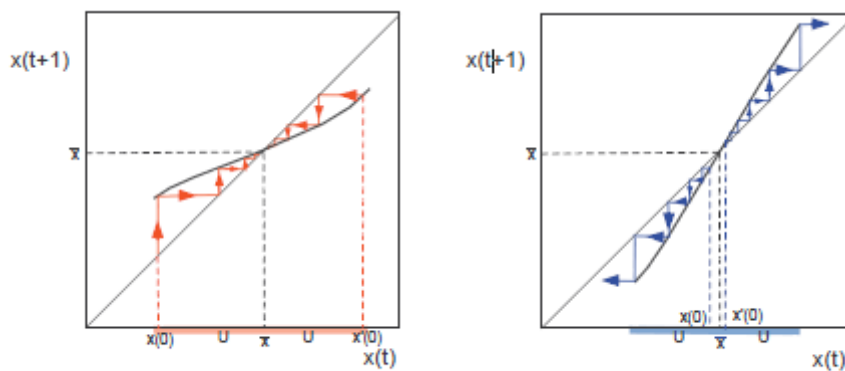 x(t+1)
x̄
x(0) U x̄ U x'(0)
x(t)
x(t+1)
x̄
x(0) x'(0)
U x̄ U
x(t)